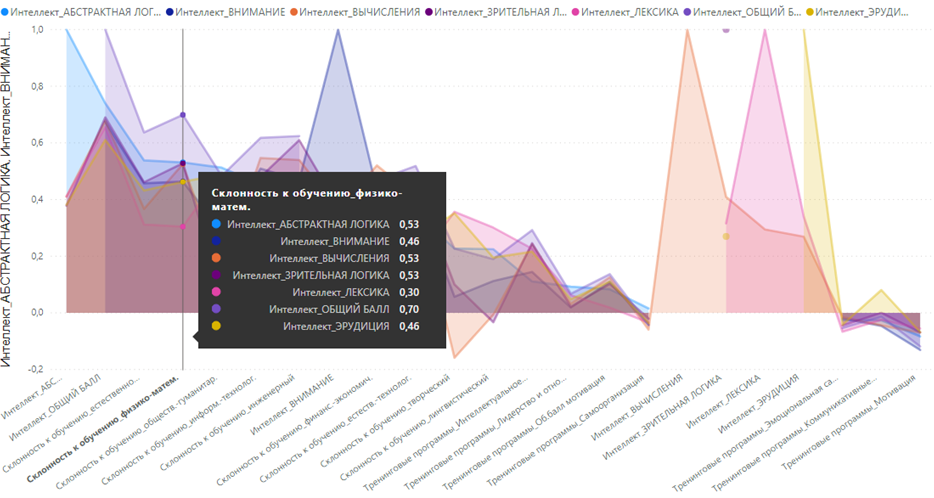 Интеллект_АБСТРАКТНАЯ ЛОГ... Интеллект_ВНИМАНИЕ Интеллект_ВЫЧИСЛЕНИЯ Интеллект_ЗРИТЕЛЬНАЯ Л... Интеллект_ЛЕКСИКА Интеллект_ОБЩИЙ Б... Интеллект_ЭРУДИ...
Интеллект_АБСТРАКТНАЯ ЛОГИКА, Интеллект_ВНИМАН...
1,0
0,8
0,6
0,4
0,2
0,0
-0,2
Склонность к обучению_физико-
матем.
Интеллект_АБСТРАКТНАЯ ЛОГИКА 0,53
Интеллект_ВНИМАНИЕ 0,46
Интеллект_ВЫЧИСЛЕНИЯ 0,53
Интеллект_ЗРИТЕЛЬНАЯ ЛОГИКА 0,53
Интеллект_ЛЕКСИКА 0,30
Интеллект_ОБЩИЙ БАЛЛ 0,70
Интеллект_ЭРУДИЦИЯ 0,46
Интеллект_АБС...
Интеллект_ОБЩИЙ БАЛЛ
Склонность к обучению_естественно...
Склонность к обучению_физико-матем.
Склонность к обучению_обществ-гуманитар.
Склонность к обучению_информ.-технолог.
Склонность к обучению_инженерный
Интеллект_ВНИМАНИЕ
Склонность к обучению_финанс.-экономич.
Склонность к обучению_естеств.-технолог.
Склонность к обучению_творческий
Склонность к обучению_лингвистический
Тренинговые программы_Интеллектуальное...
Тренинговые программы_Лидерство и отно...
Тренинговые программы_Об.балл мотивация
Тренинговые программы_Самоорганизация
Интеллект_ВЫЧИСЛЕНИЯ
Интеллект_ЗРИТЕЛЬНАЯ ЛОГИКА
Интеллект_ЛЕКСИКА
Интеллект_ЭРУДИЦИЯ
Тренинговые программы_Эмоциональная са...
Тренинговые программы_Коммуникативные...
Тренинговые программы_Мотивация